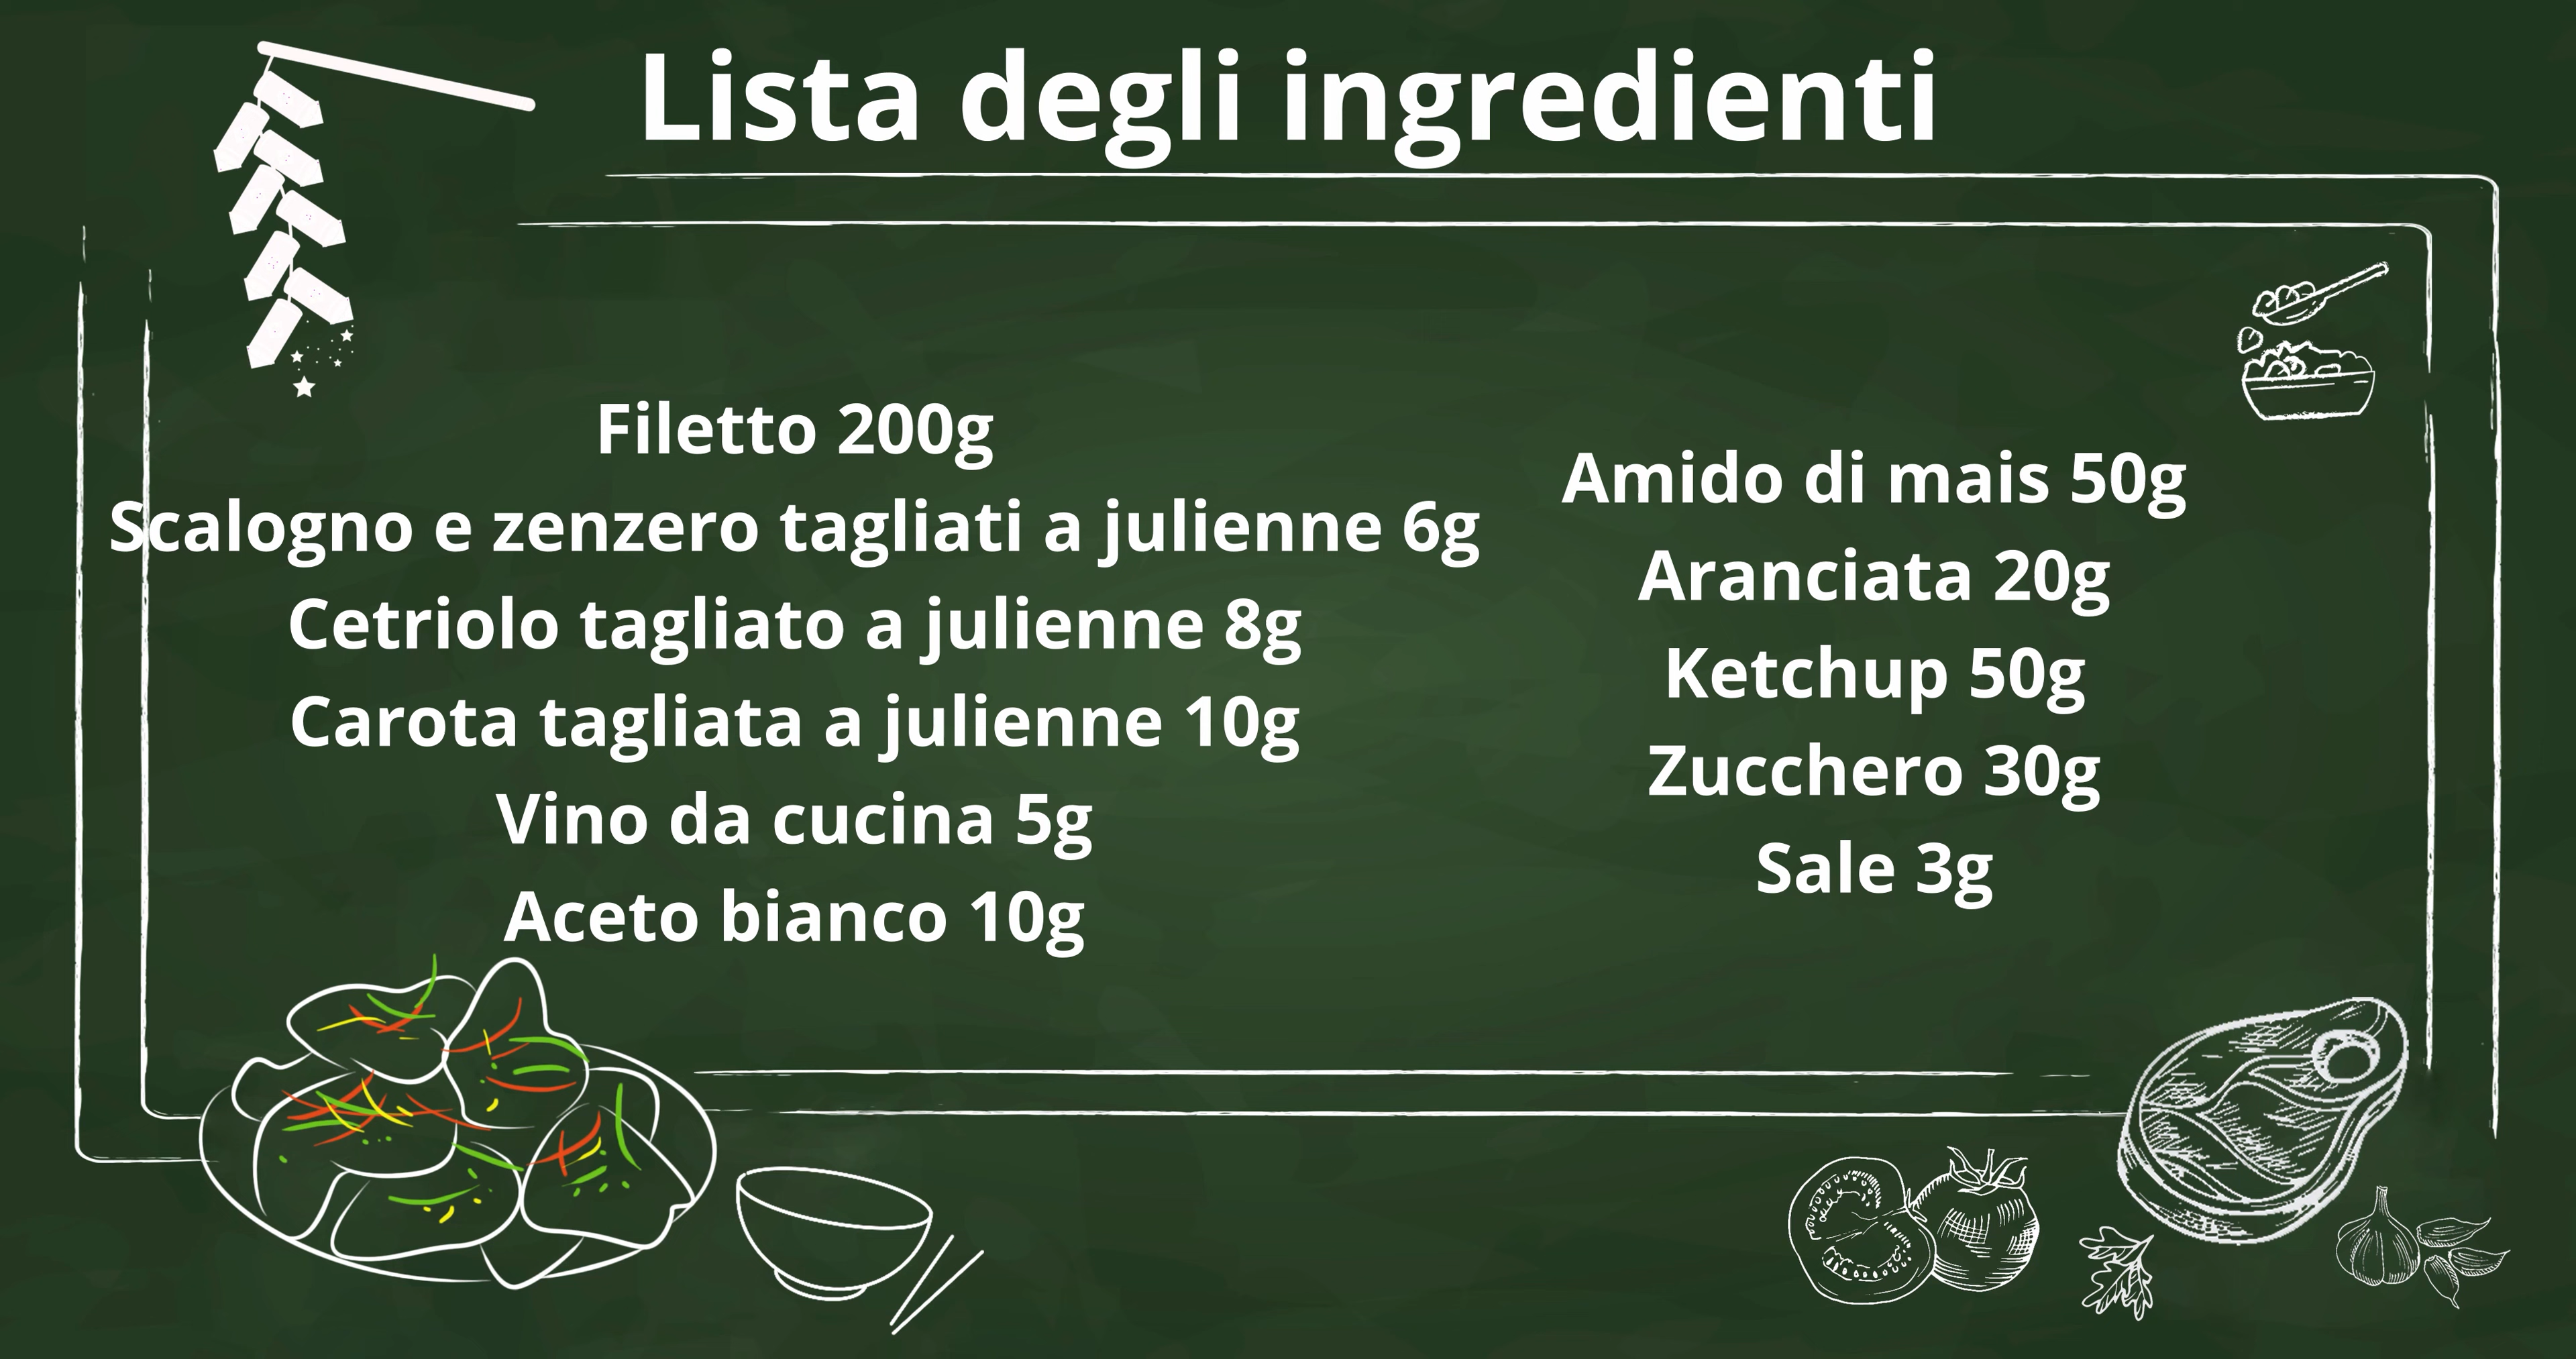 Lista degli ingredienti
Filetto 200g
Scalogno e zenzero tagliati a julienne 6g
Cetriolo tagliato a julienne 8g
Carota tagliata a julienne 10g
Vino da cucina 5g
Aceto bianco 10g
Amido di mais 50g
Aranciata 20g
Ketchup 50g
Zucchero 30g
Sale 3g